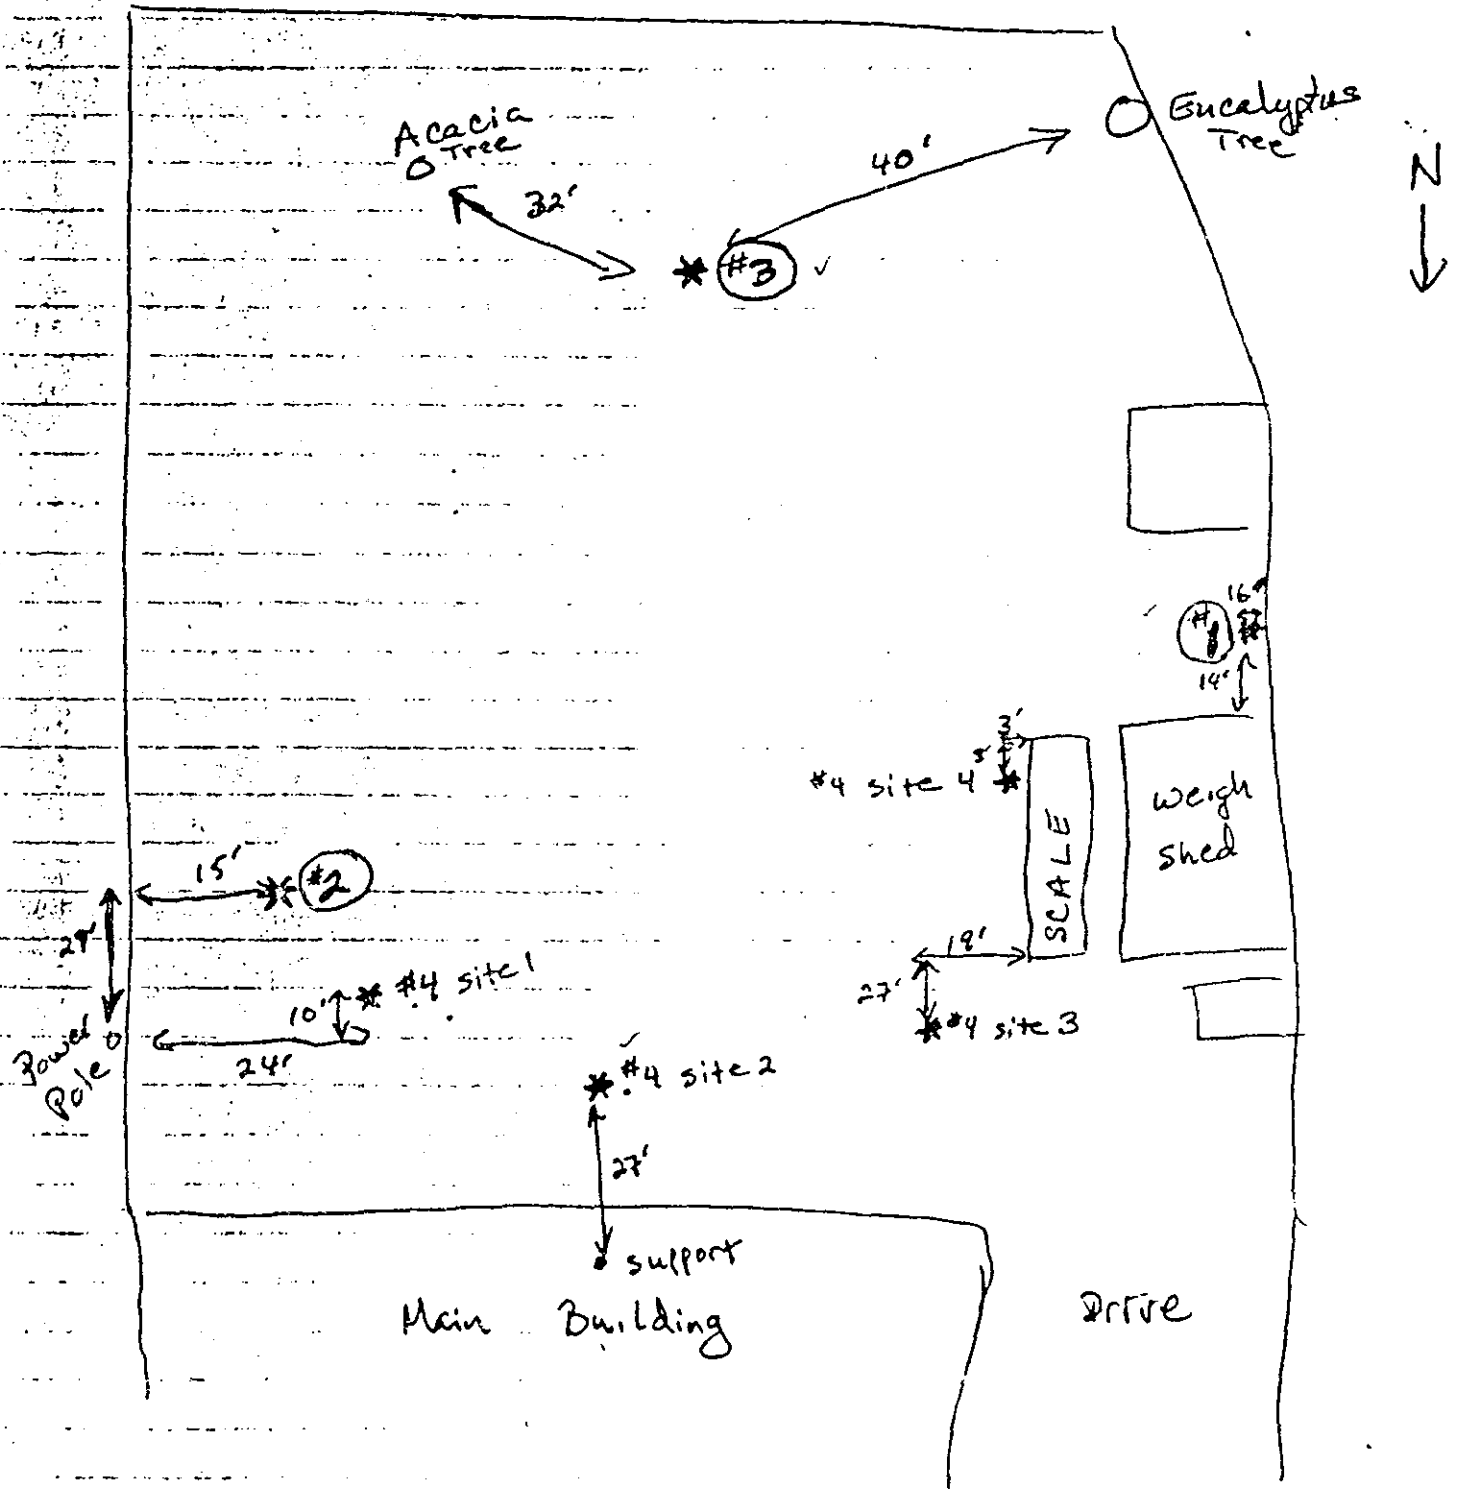 Acacia
Tree
Eucalyptus
Tree
N
40'
32'
#3
16"
#1
14'
3'
5'
#4 site 4
SCALE
weigh
shed
15'
#2
19'
27'
#4 site 1
10'
24'
#4 site 3
Power
Pole
#4 site 2
27'
support
Main Building
Drive